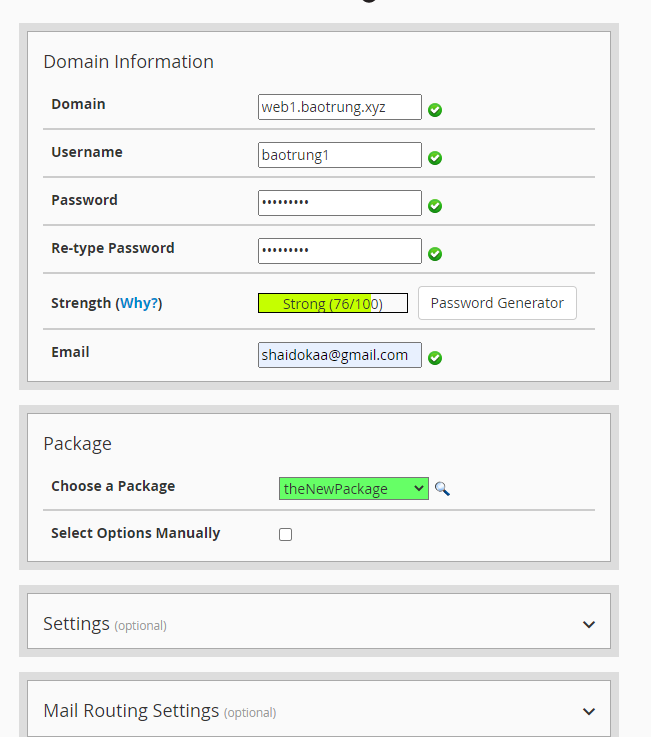 Domain Information
Domain web1.baotrung.xyz
Username baotrung1
Password •••••••••
Re-type Password •••••••••
Strength (Why?) Strong (76/100) Password Generator
Email shaidokaa@gmail.com
Package
Choose a Package theNewPackage
Select Options Manually
Settings (optional)
Mail Routing Settings (optional)